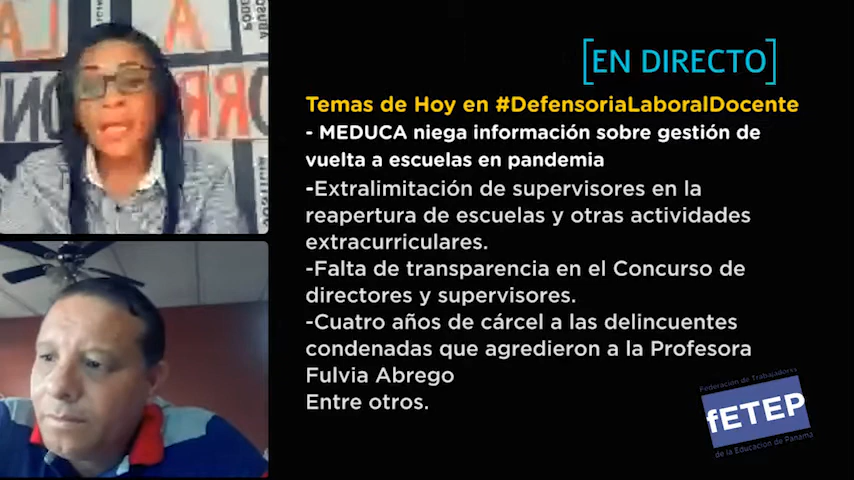 [EN DIRECTO]
Temas de Hoy en #DefensoriaLaboralDocente
- MEDUCA niega información sobre gestión de
vuelta a escuelas en pandemia
-Extralimitación de supervisores en la
reapertura de escuelas y otras actividades
extracurriculares.
-Falta de transparencia en el Concurso de
directores y supervisores.
-Cuatro años de cárcel a las delincuentes
condenadas que agredieron a la Profesora
Fulvia Abrego
Entre otros.
Federación de Trabajadores
fETEP
de la Educación de Panamá